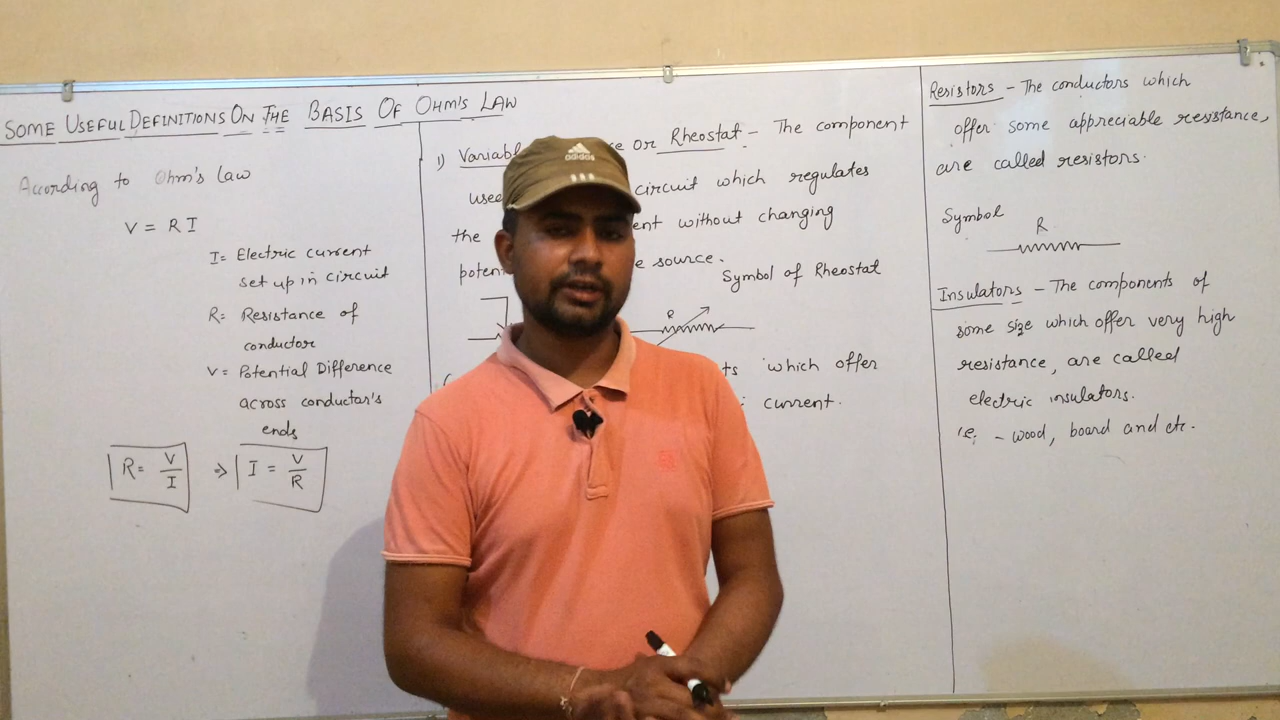 SOME USEFUL DEFINITIONS ON THE BASIS OF OHM'S LAW
According to Ohm's Law
V = R I
I = Electric current
set up in circuit
R = Resistance of
conductor
V = Potential Difference
across conductor's
ends
R = V/I => I = V/R
1) Variable or Rheostat - The component
circuit which regulates
the without changing
source.
Symbol of Rheostat
R
which offer
current.
adidas
Resistors - The conductors which
offer some appreciable resistance,
are called resistors.
Symbol
R
Insulators - The components of
some size which offer very high
resistance, are called
electric insulators.
i.e; - wood, board and etc.